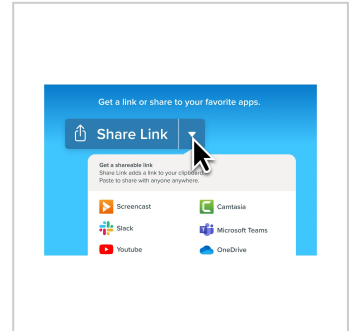 Get a link or share to your favorite apps.
Share Link
Get a shareable link
Share Link adds a link to your clipboard.
Paste to share with anyone anywhere.
Screencast
Camtasia
Slack
Microsoft Teams
Youtube
OneDrive